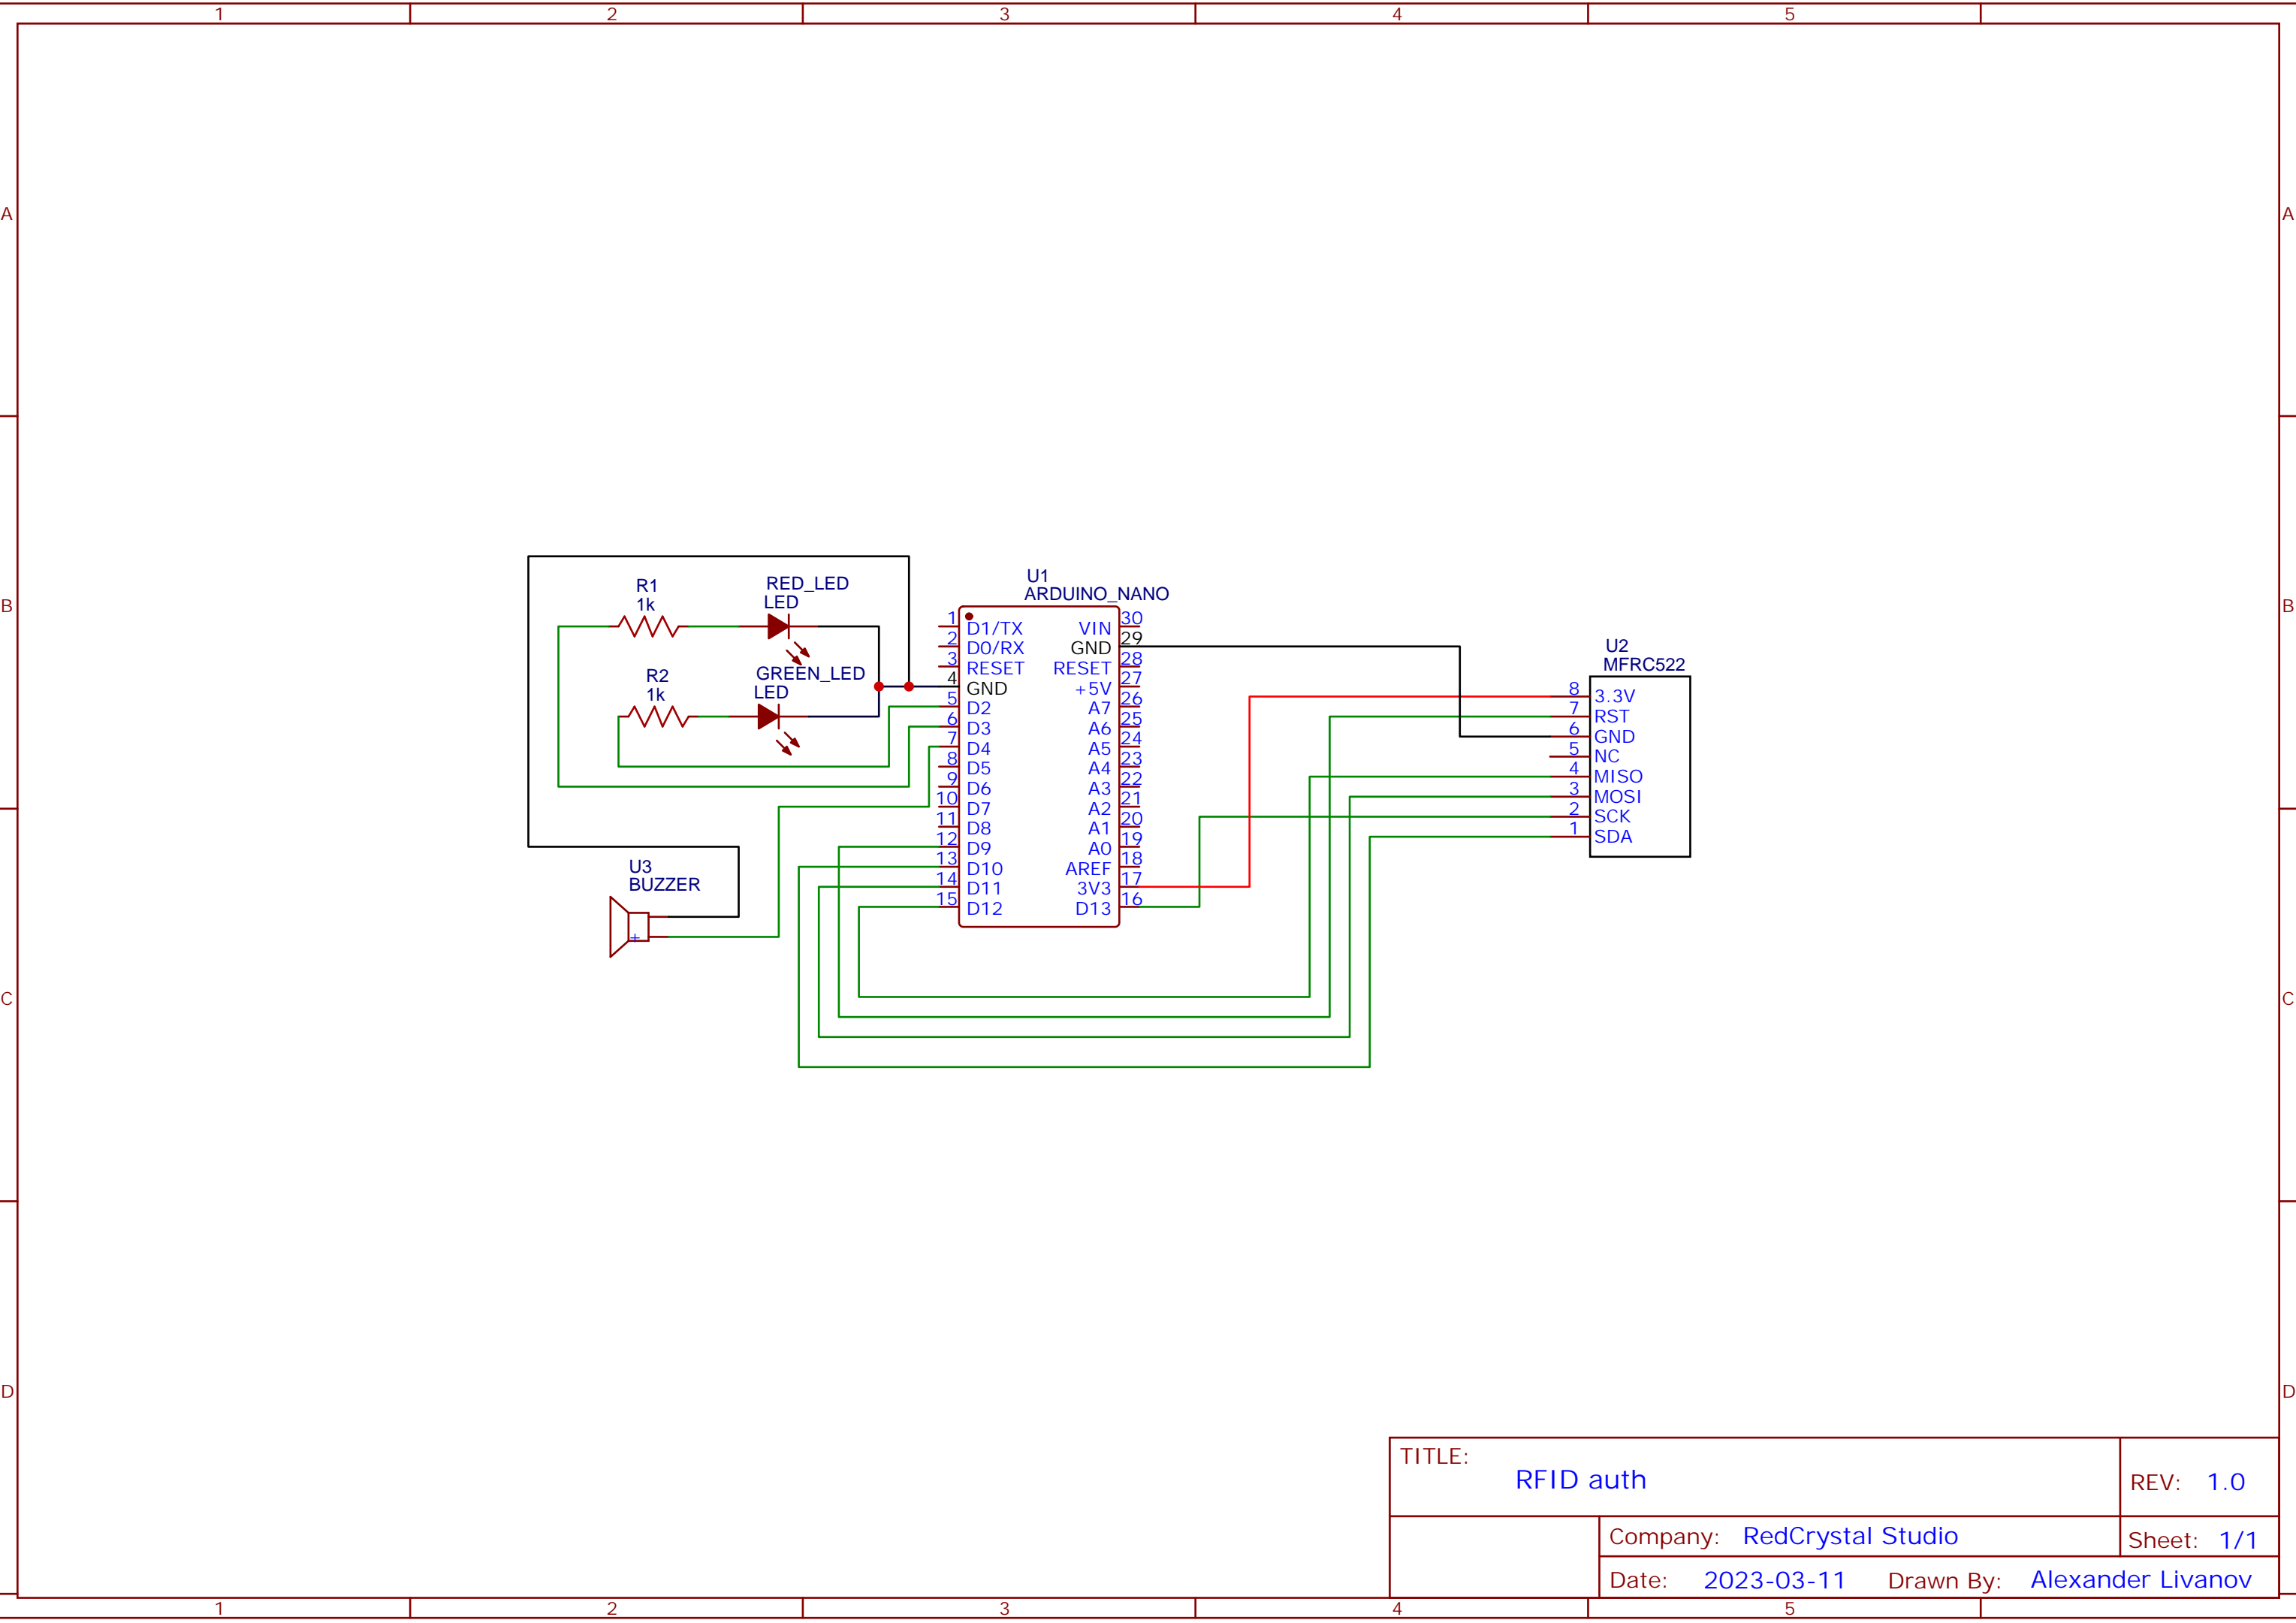 1 2 3 4 5
A A
R1
1k
RED_LED
LED
R2
1k
GREEN_LED
LED
U1
ARDUINO_NANO
1 D1/TX VIN 30
2 D0/RX GND 29
3 RESET RESET 28
4 GND +5V 27
5 D2 A7 26
6 D3 A6 25
7 D4 A5 24
8 D5 A4 23
9 D6 A3 22
10 D7 A2 21
11 D8 A1 20
12 D9 A0 19
13 D10 AREF 18
14 D11 3V3 17
15 D12 D13 16
U2
MFRC522
8 3.3V
7 RST
6 GND
5 NC
4 MISO
3 MOSI
2 SCK
1 SDA
B B
U3
BUZZER
+
C C
D D
TITLE:
RFID auth
REV: 1.0
Company: RedCrystal Studio
Sheet: 1/1
Date: 2023-03-11 Drawn By: Alexander Livanov
1 2 3 4 5